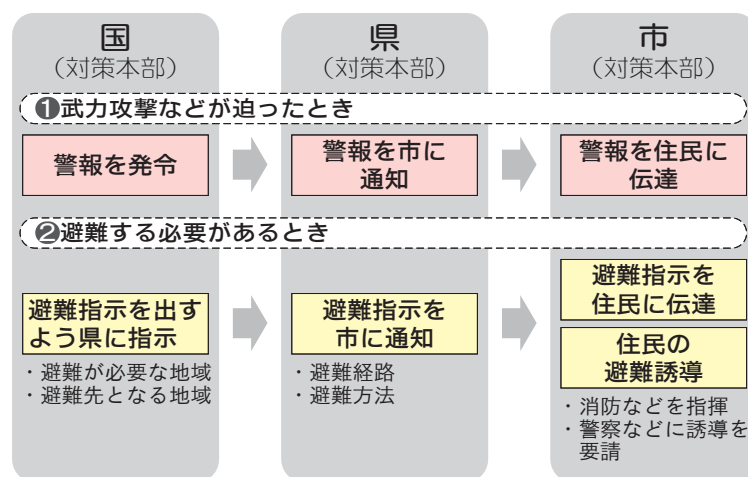 国
（対策本部）
県
（対策本部）
市
（対策本部）
❶武力攻撃などが迫ったとき
警報を発令
警報を市に
通知
警報を住民に
伝達
❷避難する必要があるとき
避難指示を出す
よう県に指示
・避難が必要な地域
・避難先となる地域
避難指示を
市に通知
・避難経路
・避難方法
避難指示を
住民に伝達
住民の
避難誘導
・消防などを指揮
・警察などに誘導を
要請